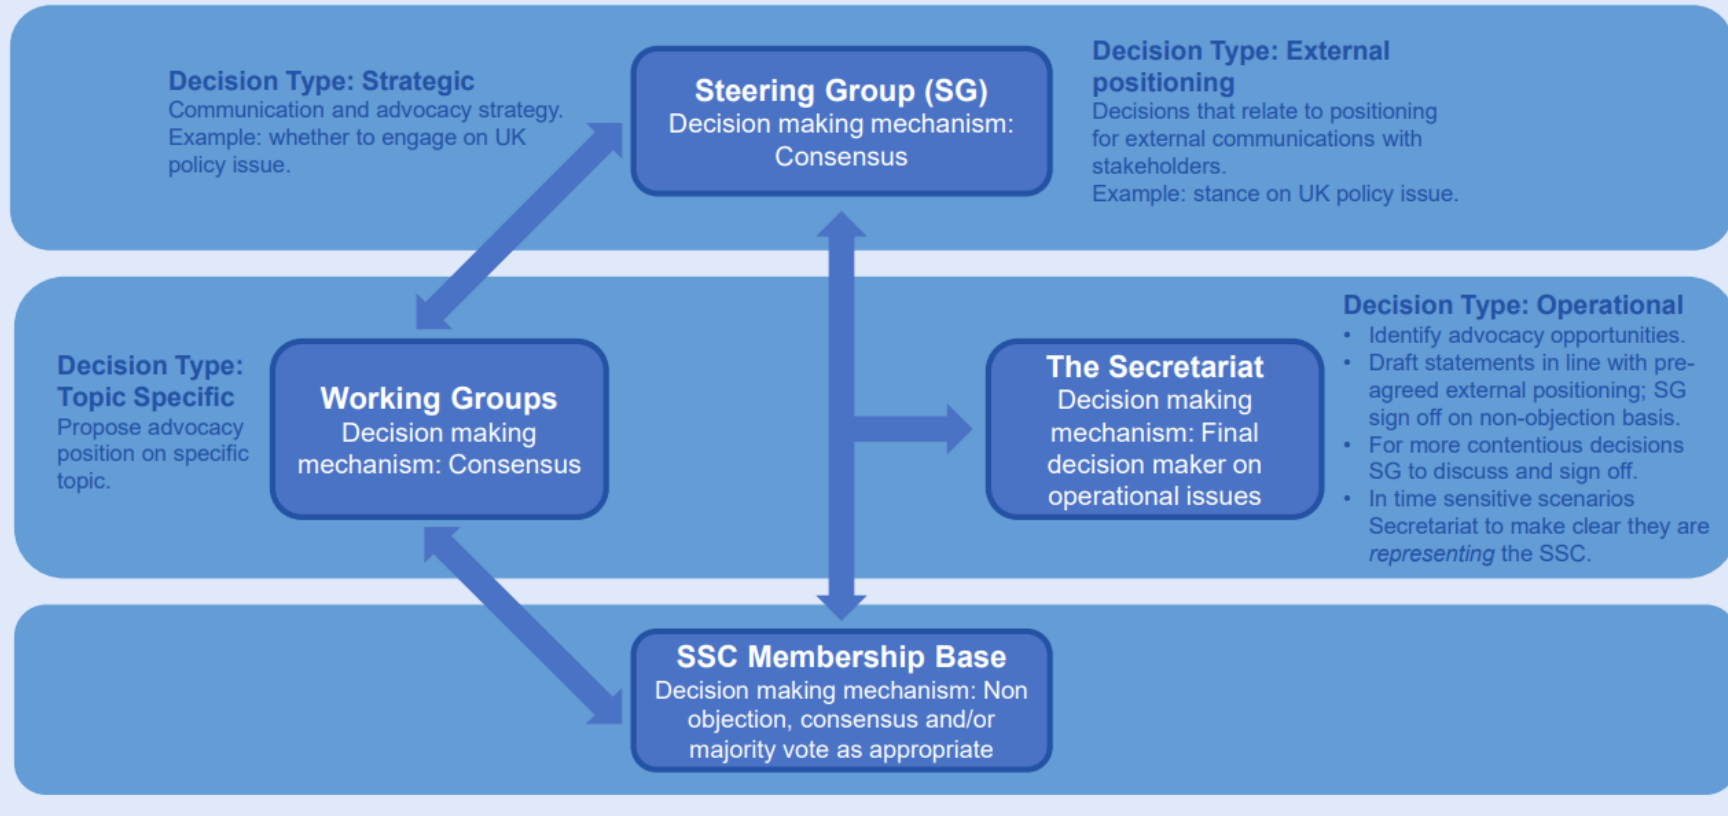 Decision Type: Strategic
Communication and advocacy strategy.
Example: whether to engage on UK
policy issue.
Steering Group (SG)
Decision making mechanism:
Consensus
Decision Type: External
positioning
Decisions that relate to positioning
for external communications with
stakeholders.
Example: stance on UK policy issue.
Decision Type:
Topic Specific
Propose advocacy
position on specific
topic.
Working Groups
Decision making
mechanism: Consensus
The Secretariat
Decision making
mechanism: Final
decision maker on
operational issues
Decision Type: Operational
• Identify advocacy opportunities.
• Draft statements in line with pre-
agreed external positioning; SG
sign off on non-objection basis.
• For more contentious decisions
SG to discuss and sign off.
• In time sensitive scenarios
Secretariat to make clear they are
representing the SSC.
SSC Membership Base
Decision making mechanism: Non
objection, consensus and/or
majority vote as appropriate